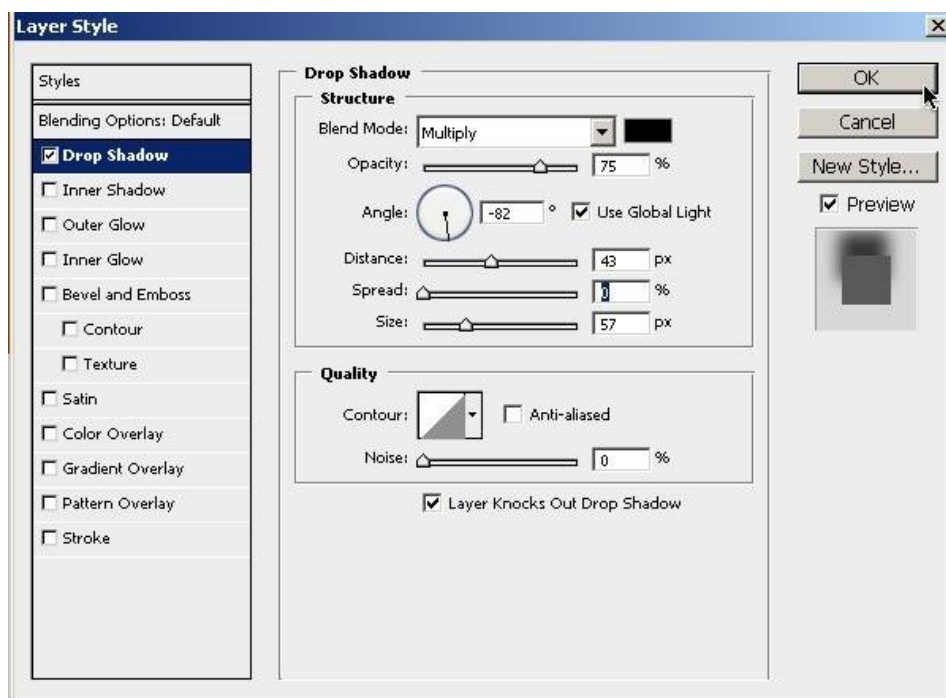 Layer Style
Styles
Blending Options: Default
Drop Shadow
Inner Shadow
Outer Glow
Inner Glow
Bevel and Emboss
Contour
Texture
Satin
Color Overlay
Gradient Overlay
Pattern Overlay
Stroke
Drop Shadow
Structure
Blend Mode: Multiply
Opacity: 75 %
Angle: -82 ° Use Global Light
Distance: 43 px
Spread: 0 %
Size: 57 px
Quality
Contour: Anti-aliased
Noise: 0 %
Layer Knocks Out Drop Shadow
OK
Cancel
New Style...
Preview